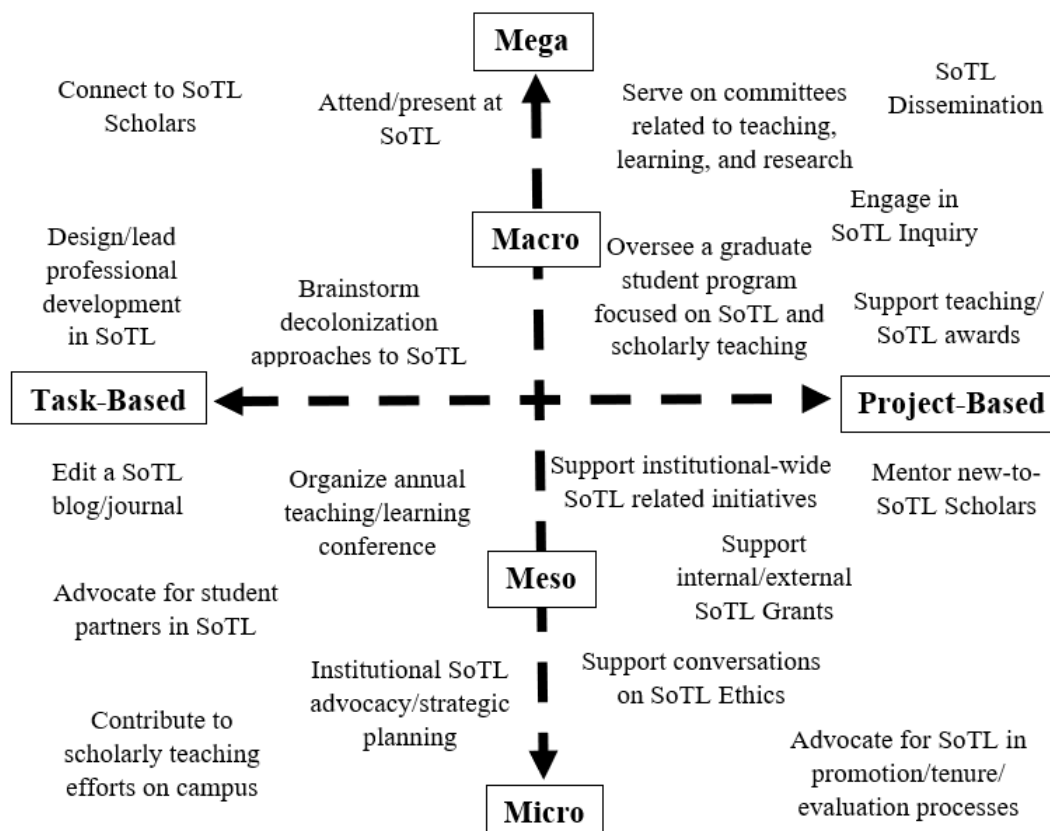 Mega
Connect to SoTL
Scholars
Attend/present at
SoTL
Serve on committees
related to teaching,
learning, and research
SoTL
Dissemination
Macro
Engage in
SoTL Inquiry
Design/lead
professional
development
in SoTL
Brainstorm
decolonization
approaches to SoTL
Oversee a graduate
student program
focused on SoTL and
scholarly teaching
Support teaching/
SoTL awards
Task-Based
Project-Based
Edit a SoTL
blog/journal
Organize annual
teaching/learning
conference
Support institutional-wide
SoTL related initiatives
Mentor new-to-
SoTL Scholars
Meso
Support
internal/external
SoTL Grants
Advocate for student
partners in SoTL
Institutional SoTL
advocacy/strategic
planning
Support conversations
on SoTL Ethics
Contribute to
scholarly teaching
efforts on campus
Advocate for SoTL in
promotion/tenure/
evaluation processes
Micro